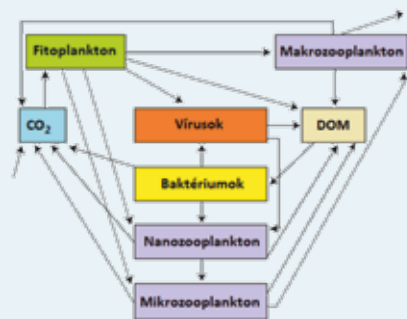 Fitoplankton
Makrozooplankton
CO₂
Vírusok
DOM
Baktériumok
Nanozooplankton
Mikrozooplankton